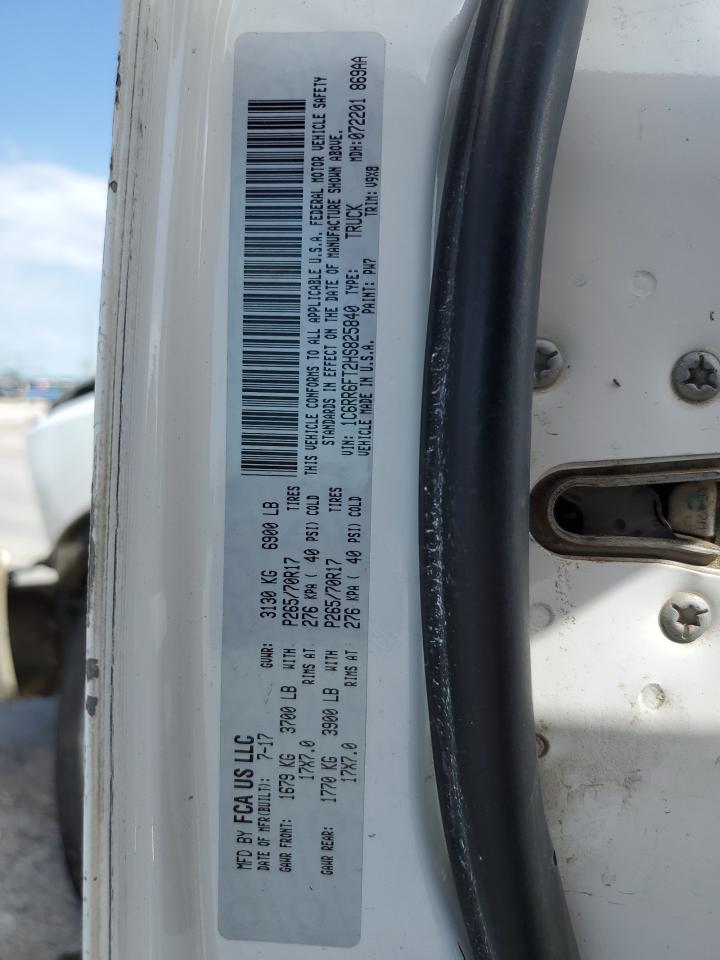 MFD BY FCA US LLC
DATE OF MFR(BUILT): 7-17 GVWR: 3130 KG 6900 LB
GAWR FRONT: 1679 KG 3700 LB WITH P265/70R17 TIRES
17X7.0 RIMS AT 276 KPA ( 40 PSI) COLD
GAWR REAR: 1770 KG 3900 LB WITH P265/70R17 TIRES
17X7.0 RIMS AT 276 KPA ( 40 PSI) COLD
THIS VEHICLE CONFORMS TO ALL APPLICABLE U.S.A. FEDERAL MOTOR VEHICLE SAFETY
STANDARDS IN EFFECT ON THE DATE OF MANUFACTURE SHOWN ABOVE.
VIN: 1C6RR6FT2HS825840 TYPE: TRUCK MDH:072201 869AA
VEHICLE MADE IN U.S.A. PAINT: PW7 TRIM: V9X8